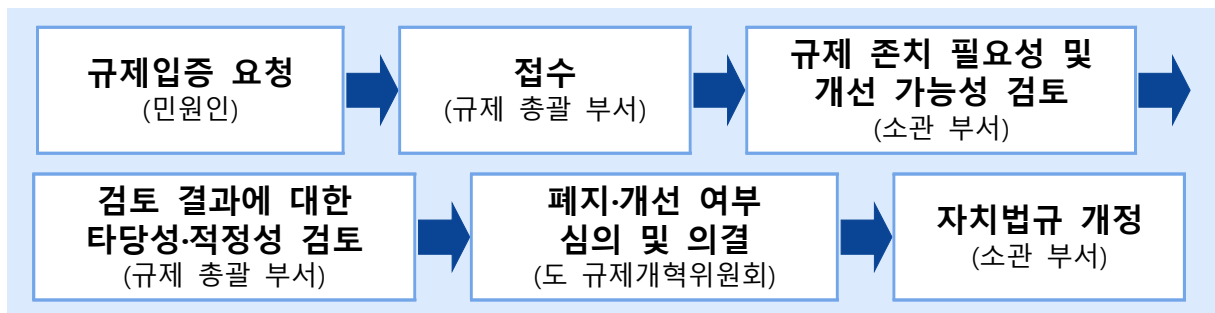 규제입증 요청
(민원인)
접수
(규제 총괄 부서)
규제 존치 필요성 및
개선 가능성 검토
(소관 부서)
검토 결과에 대한
타당성·적정성 검토
(규제 총괄 부서)
폐지·개선 여부
심의 및 의결
(도 규제개혁위원회)
자치법규 개정
(소관 부서)